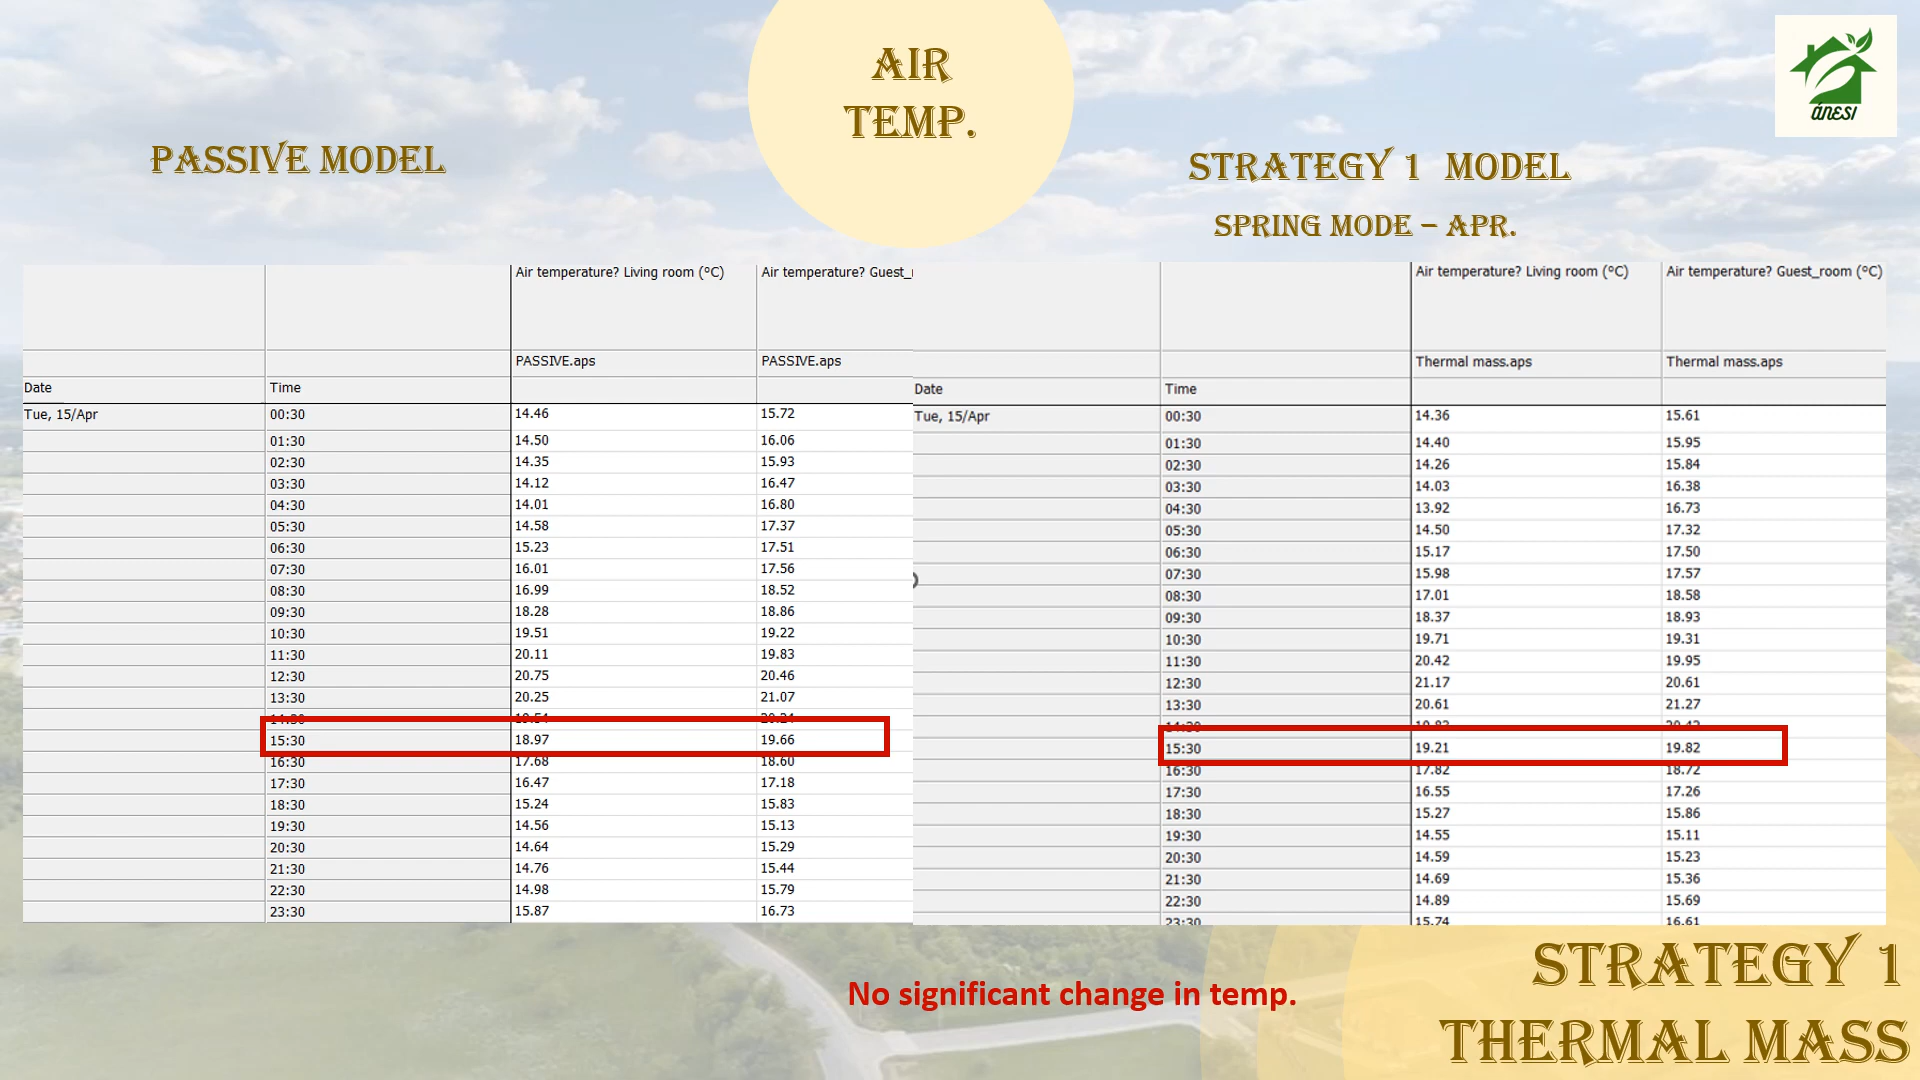 AIR
TEMP.
ÁNESI
PASSIVE MODEL
STRATEGY 1 MODEL
SPRING MODE – APR.
Air temperature? Living room (°C) Air temperature? Guest_
PASSIVE.aps PASSIVE.aps
Date Time
Tue, 15/Apr 00:30 14.46 15.72
01:30 14.50 16.06
02:30 14.35 15.93
03:30 14.12 16.47
04:30 14.01 16.80
05:30 14.58 17.37
06:30 15.23 17.51
07:30 16.01 17.56
08:30 16.99 18.52
09:30 18.28 18.86
10:30 19.51 19.22
11:30 20.11 19.83
12:30 20.75 20.46
13:30 20.25 21.07
15:30 18.97 19.66
16:30 17.68 18.60
17:30 16.47 17.18
18:30 15.24 15.83
19:30 14.56 15.13
20:30 14.64 15.29
21:30 14.76 15.44
22:30 14.98 15.79
23:30 15.87 16.73
Air temperature? Living room (°C) Air temperature? Guest_room (°C)
Thermal mass.aps Thermal mass.aps
Date Time
Tue, 15/Apr 00:30 14.36 15.61
01:30 14.40 15.95
02:30 14.26 15.84
03:30 14.03 16.38
04:30 13.92 16.73
05:30 14.50 17.32
06:30 15.17 17.50
07:30 15.98 17.57
08:30 17.01 18.58
09:30 18.37 18.93
10:30 19.71 19.31
11:30 20.42 19.95
12:30 21.17 20.61
13:30 20.61 21.27
15:30 19.21 19.82
16:30 17.82 18.72
17:30 16.55 17.26
18:30 15.27 15.86
19:30 14.55 15.11
20:30 14.59 15.23
21:30 14.69 15.36
22:30 14.89 15.69
23:30 15.74 16.61
No significant change in temp.
STRATEGY 1
THERMAL MASS